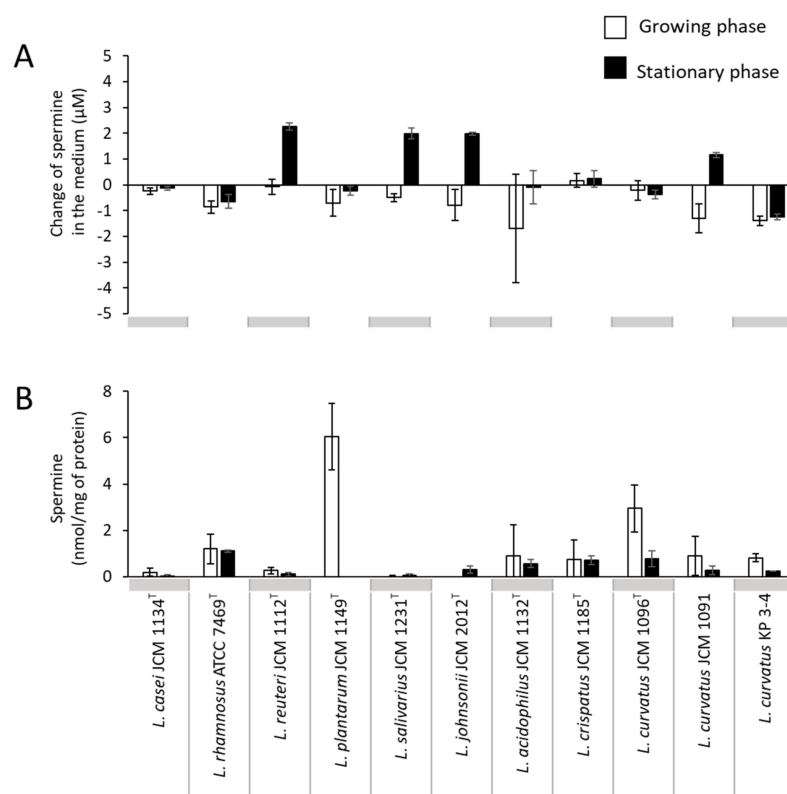 Growing phase
Stationary phase
A
Change of spermine
in the medium (µM)
5
4
3
2
1
0
-1
-2
-3
-4
-5
B
Spermine
(nmol/mg of protein)
8
6
4
2
0
L. casei JCM 1134ᵀ
L. rhamnosus ATCC 7469ᵀ
L. reuteri JCM 1112ᵀ
L. plantarum JCM 1149ᵀ
L. salivarius JCM 1231ᵀ
L. johnsonii JCM 2012ᵀ
L. acidophilus JCM 1132ᵀ
L. crispatus JCM 1185ᵀ
L. curvatus JCM 1096ᵀ
L. curvatus JCM 1091
L. curvatus KP 3-4